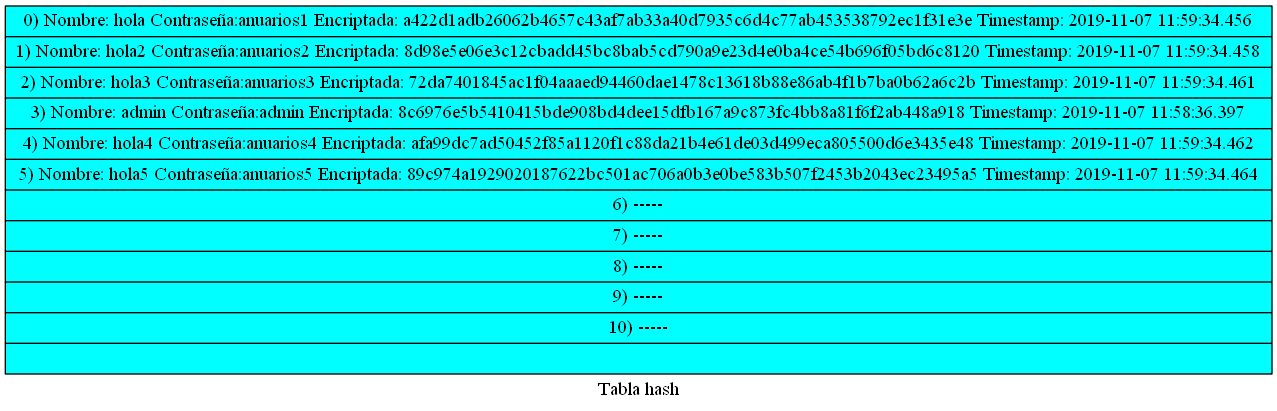 0) Nombre: hola Contraseña:anuarios1 Encriptada: a422d1adb26062b4657c43af7ab33a40d7935c6d4c77ab453538792ec1f31e3e Timestamp: 2019-11-07 11:59:34.456
1) Nombre: hola2 Contraseña:anuarios2 Encriptada: 8d98e5e06e3c12cbadd45bc8bab5cd790a9e23d4e0ba4ce54b696f05bd6c8120 Timestamp: 2019-11-07 11:59:34.458
2) Nombre: hola3 Contraseña:anuarios3 Encriptada: 72da7401845ac1f04aaaed94460dae1478c13618b88e86ab4f1b7ba0b62a6c2b Timestamp: 2019-11-07 11:59:34.461
3) Nombre: admin Contraseña:admin Encriptada: 8c6976e5b5410415bde908bd4dee15dfb167a9c873fc4bb8a81f6f2ab448a918 Timestamp: 2019-11-07 11:58:36.397
4) Nombre: hola4 Contraseña:anuarios4 Encriptada: afa99dc7ad50452f85a1120f1c88da21b4e61de03d499eca805500d6e3435e48 Timestamp: 2019-11-07 11:59:34.462
5) Nombre: hola5 Contraseña:anuarios5 Encriptada: 89c974a1929020187622bc501ac706a0b3e0be583b507f2453b2043ec23495a5 Timestamp: 2019-11-07 11:59:34.464
6) -----
7) -----
8) -----
9) -----
10) -----
Tabla hash